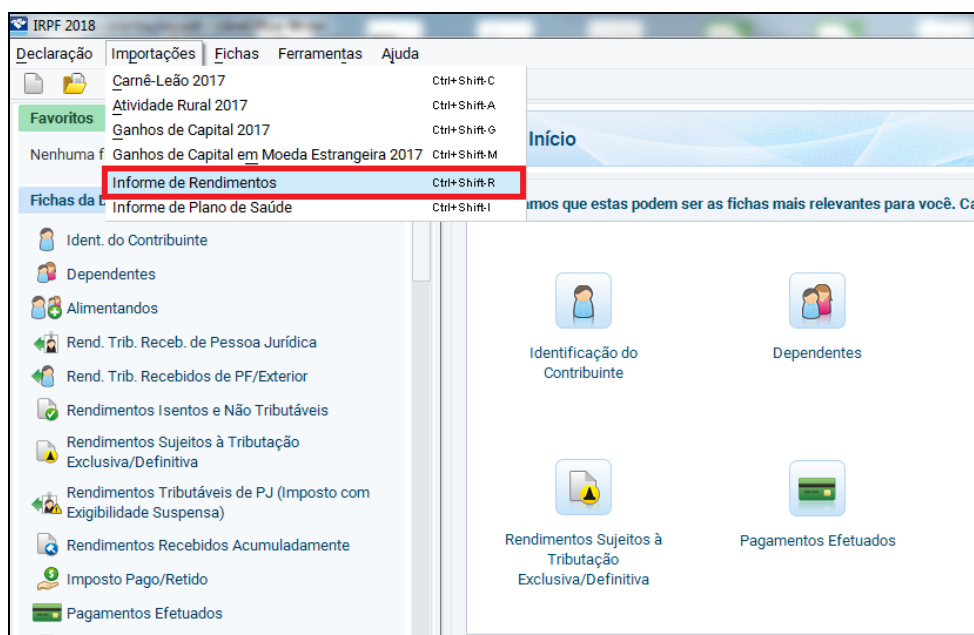 IRPF 2018
Declaração Importações Fichas Ferramentas Ajuda
Carnê-Leão 2017 Ctrl+Shift-C
Atividade Rural 2017 Ctrl+Shift-A
Ganhos de Capital 2017 Ctrl+Shift-G
Ganhos de Capital em Moeda Estrangeira 2017 Ctrl+Shift-M
Informe de Rendimentos Ctrl+Shift-R
Informe de Plano de Saúde Ctrl+Shift-I
Favoritos
Nenhuma f
Fichas da
Ident. do Contribuinte
Dependentes
Alimentandos
Rend. Trib. Receb. de Pessoa Jurídica
Rend. Trib. Recebidos de PF/Exterior
Rendimentos Isentos e Não Tributáveis
Rendimentos Sujeitos à Tributação
Exclusiva/Definitiva
Rendimentos Tributáveis de PJ (Imposto com
Exigibilidade Suspensa)
Rendimentos Recebidos Acumuladamente
Imposto Pago/Retido
Pagamentos Efetuados
Início
amos que estas podem ser as fichas mais relevantes para você. Ca
Identificação do
Contribuinte
Dependentes
Rendimentos Sujeitos à
Tributação
Exclusiva/Definitiva
Pagamentos Efetuados